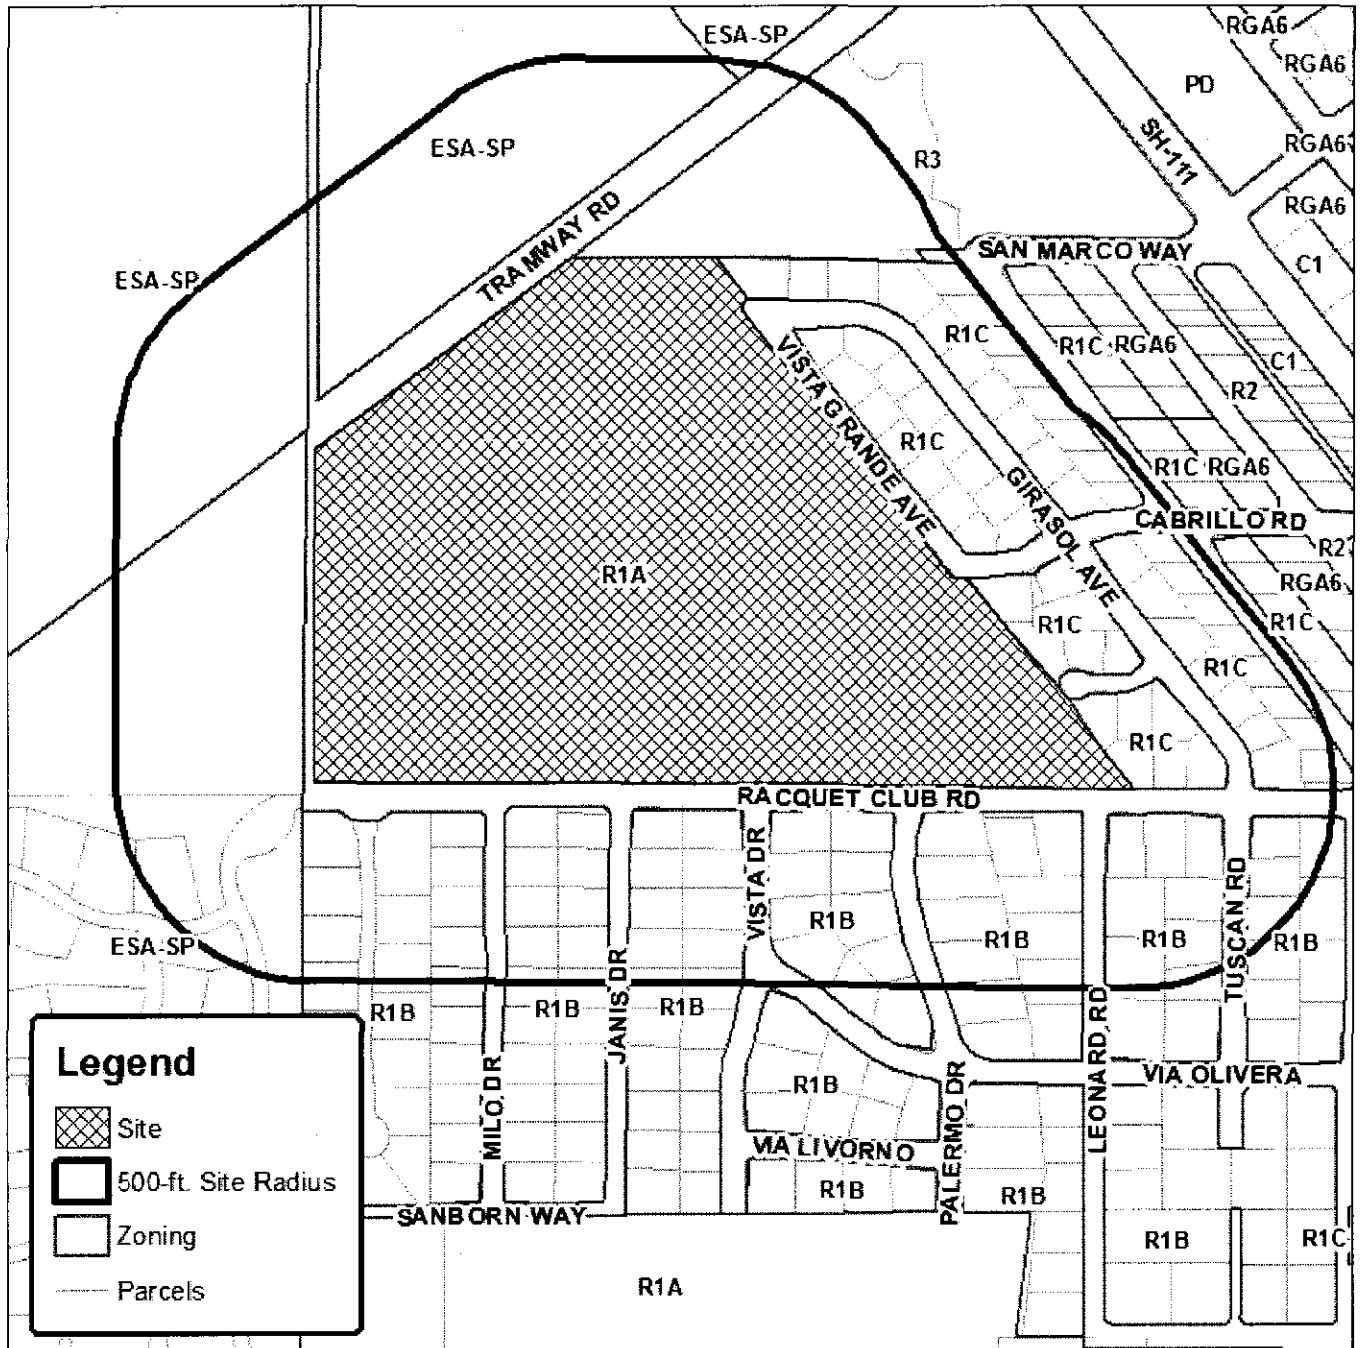 ESA-SP
RGA6
RGA6
PD
SH-111
RGA6
ESA-SP
R3
RGA6
TRAMWAY RD
SAN MARCO WAY
C1
ESA-SP
R1C
R1C
RGA6
C1
R2
VISTA GRANDE AVE
R1C
R1C
RGA6
GIRASOL AVE
CABRILLO RD
R2
R1A
RGA6
R1C
R1C
R1C
R1C
RACQUET CLUB RD
VISTA DR
TUSCAN RD
R1B
R1B
R1B
R1B
ESA-SP
JANIS DR
R1B
R1B
R1B
LEONARD RD
MILO DR
R1B
PALERMO DR
VIA OLIVERA
VIA LIVORNO
R1B
R1B
SANBORN WAY
R1B
R1C
R1A
Legend
Site
500-ft. Site Radius
Zoning
Parcels